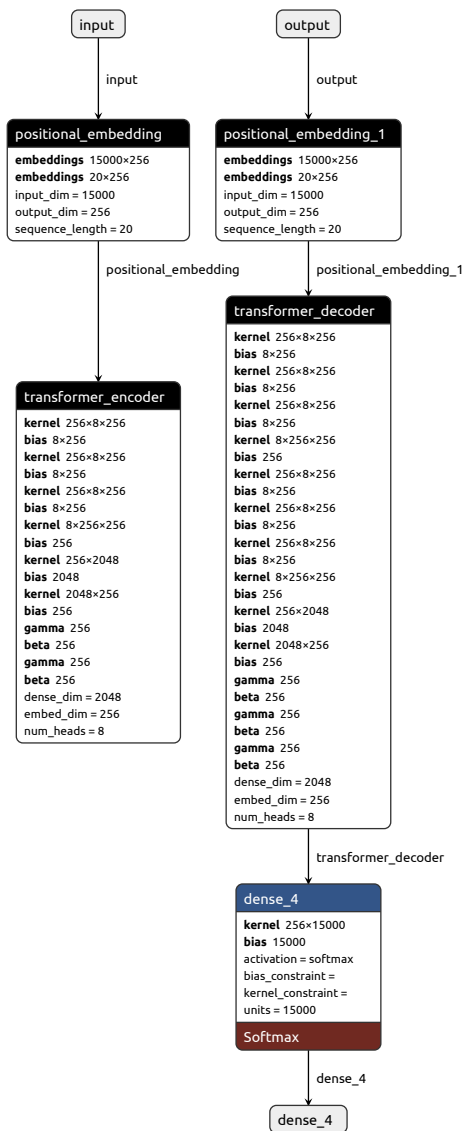 input
input
positional_embedding
embeddings 15000×256
embeddings 20×256
input_dim = 15000
output_dim = 256
sequence_length = 20
positional_embedding
transformer_encoder
kernel 256×8×256
bias 8×256
kernel 256×8×256
bias 8×256
kernel 256×8×256
bias 8×256
kernel 8×256×256
bias 256
kernel 256×2048
bias 2048
kernel 2048×256
bias 256
gamma 256
beta 256
gamma 256
beta 256
dense_dim = 2048
embed_dim = 256
num_heads = 8
output
output
positional_embedding_1
embeddings 15000×256
embeddings 20×256
input_dim = 15000
output_dim = 256
sequence_length = 20
positional_embedding_1
transformer_decoder
kernel 256×8×256
bias 8×256
kernel 256×8×256
bias 8×256
kernel 256×8×256
bias 8×256
kernel 8×256×256
bias 256
kernel 256×8×256
bias 8×256
kernel 256×8×256
bias 8×256
kernel 256×8×256
bias 8×256
kernel 8×256×256
bias 256
kernel 256×2048
bias 2048
kernel 2048×256
bias 256
gamma 256
beta 256
gamma 256
beta 256
gamma 256
beta 256
dense_dim = 2048
embed_dim = 256
num_heads = 8
transformer_decoder
dense_4
kernel 256×15000
bias 15000
activation = softmax
bias_constraint =
kernel_constraint =
units = 15000
Softmax
dense_4
dense_4